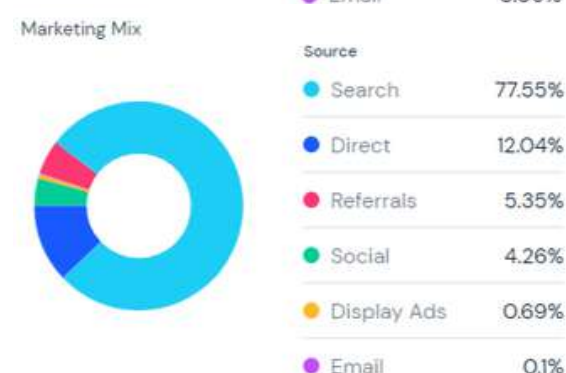 Marketing Mix
Source
Search 77.55%
Direct 12.04%
Referrals 5.35%
Social 4.26%
Display Ads 0.69%
Email 0.1%